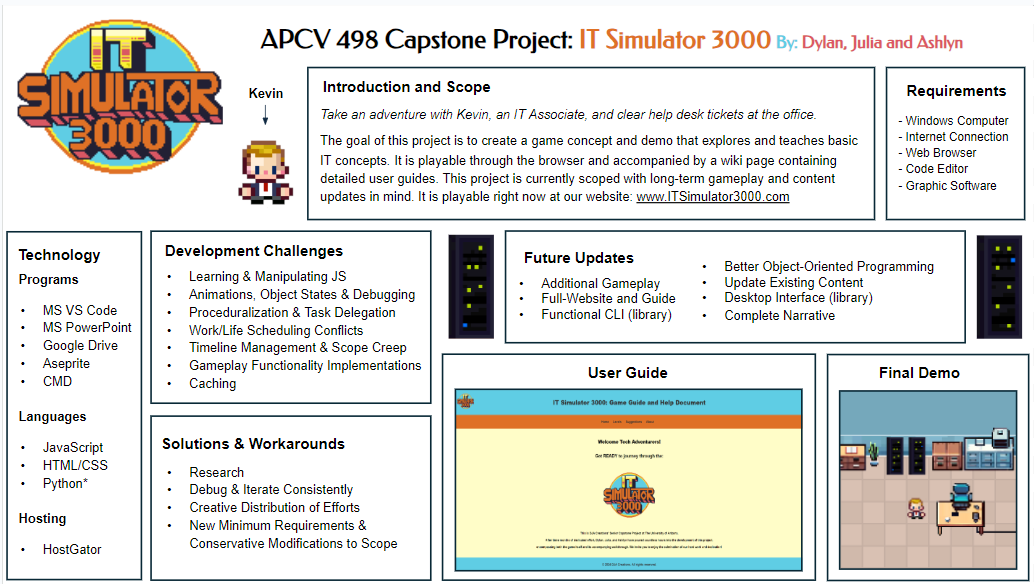 IT
SIMULATOR
3000
APCV 498 Capstone Project: IT Simulator 3000 By: Dylan, Julia and Ashlyn
Kevin
Introduction and Scope
Take an adventure with Kevin, an IT Associate, and clear help desk tickets at the office.
The goal of this project is to create a game concept and demo that explores and teaches basic
IT concepts. It is playable through the browser and accompanied by a wiki page containing
detailed user guides. This project is currently scoped with long-term gameplay and content
updates in mind. It is playable right now at our website: www.ITSimulator3000.com
Requirements
- Windows Computer
- Internet Connection
- Web Browser
- Code Editor
- Graphic Software
Technology
Programs
• MS VS Code
• MS PowerPoint
• Google Drive
• Aseprite
• CMD
Languages
• JavaScript
• HTML/CSS
• Python*
Hosting
• HostGator
Development Challenges
• Learning & Manipulating JS
• Animations, Object States & Debugging
• Proceduralization & Task Delegation
• Work/Life Scheduling Conflicts
• Timeline Management & Scope Creep
• Gameplay Functionality Implementations
• Caching
Solutions & Workarounds
• Research
• Debug & Iterate Consistently
• Creative Distribution of Efforts
• New Minimum Requirements &
Conservative Modifications to Scope
Future Updates
• Additional Gameplay
• Full-Website and Guide
• Functional CLI (library)
• Better Object-Oriented Programming
• Update Existing Content
• Desktop Interface (library)
• Complete Narrative
User Guide
IT Simulator 3000: Game Guide and Help Document
Welcome Tech Adventurers!
Get READY to journey through the
IT
SIMULATOR
3000
Final Demo